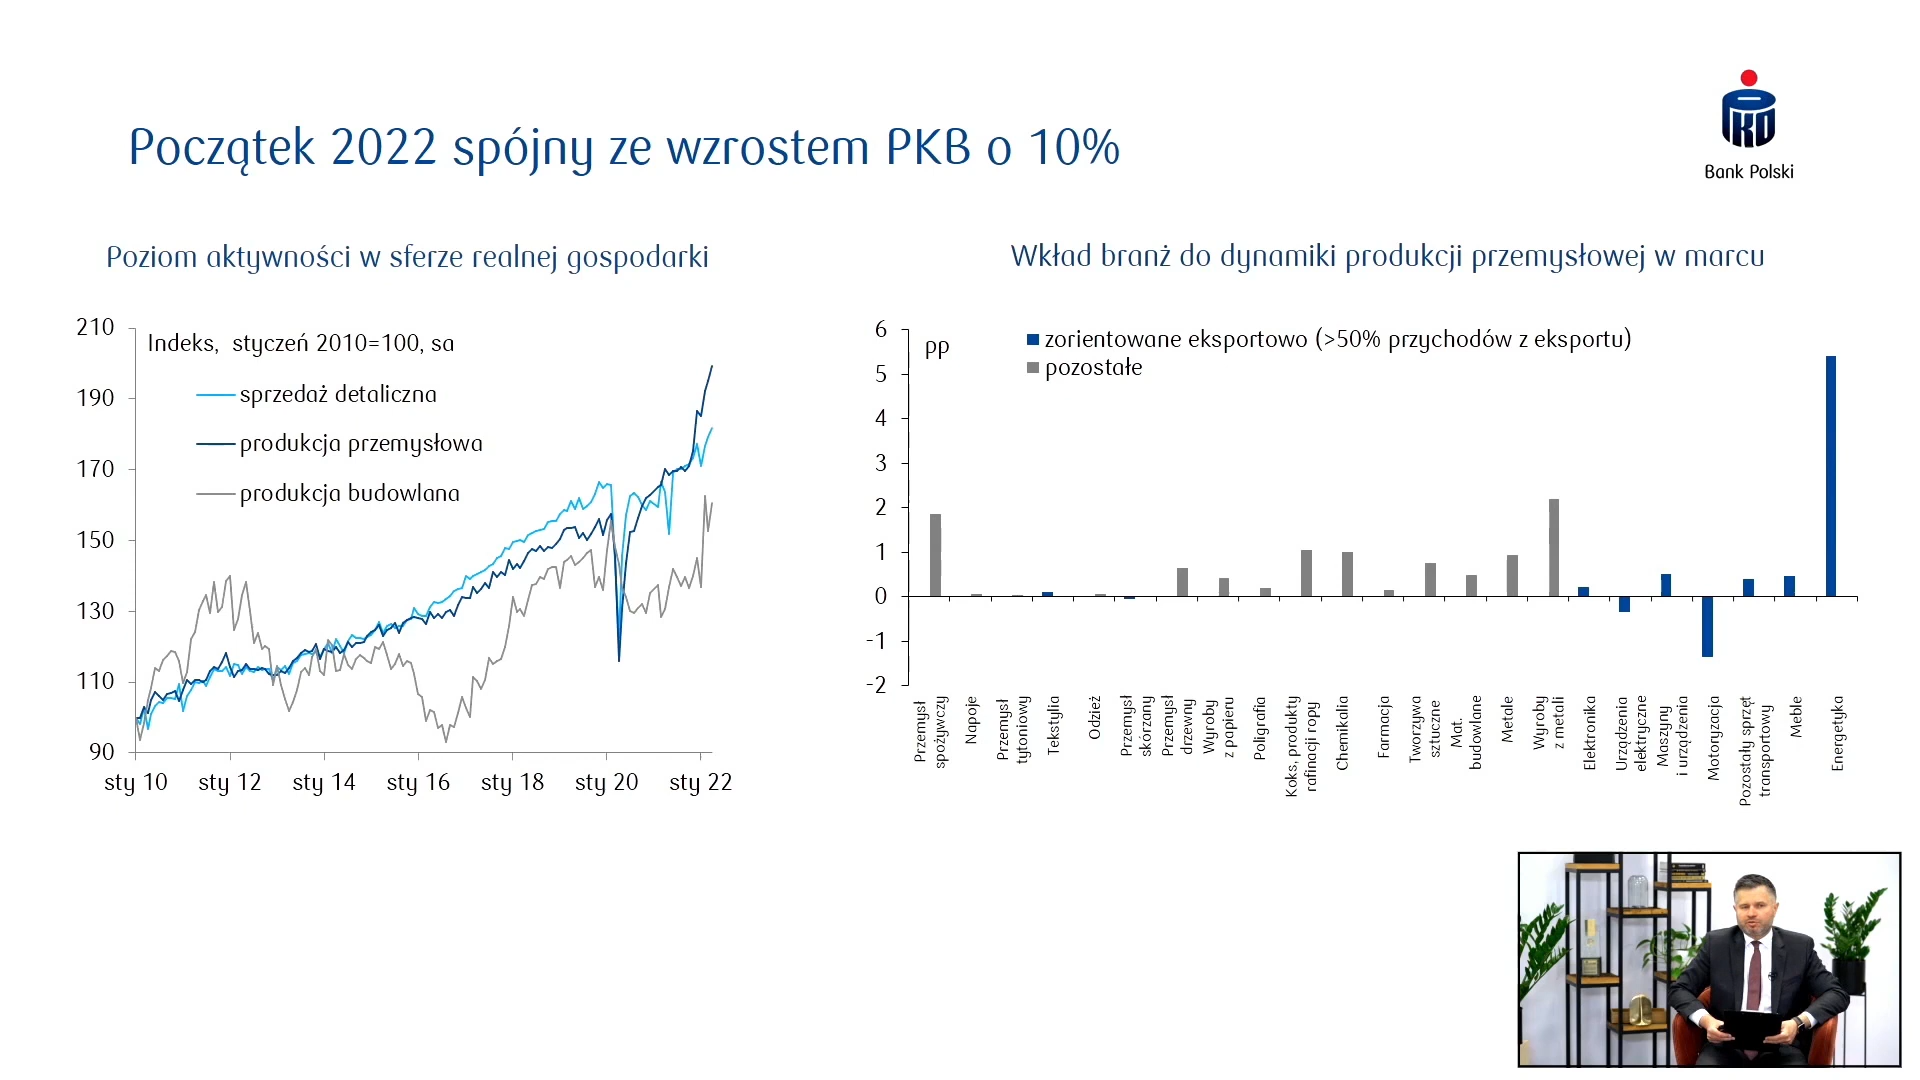 Początek 2022 spójny ze wzrostem PKB o 10%
PKO
Bank Polski
Poziom aktywności w sferze realnej gospodarki
210
190
170
150
130
110
90
Indeks, styczeń 2010=100, sa
sprzedaż detaliczna
produkcja przemysłowa
produkcja budowlana
sty 10
sty 12
sty 14
sty 16
sty 18
sty 20
sty 22
Wkład branż do dynamiki produkcji przemysłowej w marcu
6
5
4
3
2
1
0
-1
-2
pp
zorientowane eksportowo (>50% przychodów z eksportu)
pozostałe
Przemysł
spożywczy
Napoje
Przemysł
tytoniowy
Tekstylia
Odzież
Przemysł
skórzany
Przemysł
drzewny
Wyroby
z papieru
Poligrafia
Koks, produkty
rafinacji ropy
Chemikalia
Farmacja
Tworzywa
sztuczne
Mat.
budowlane
Metale
Wyroby
z metali
Elektronika
Urządzenia
elektryczne
Maszyny
i urządzenia
Motoryzacja
Pozostały sprzęt
transportowy
Meble
Energetyka